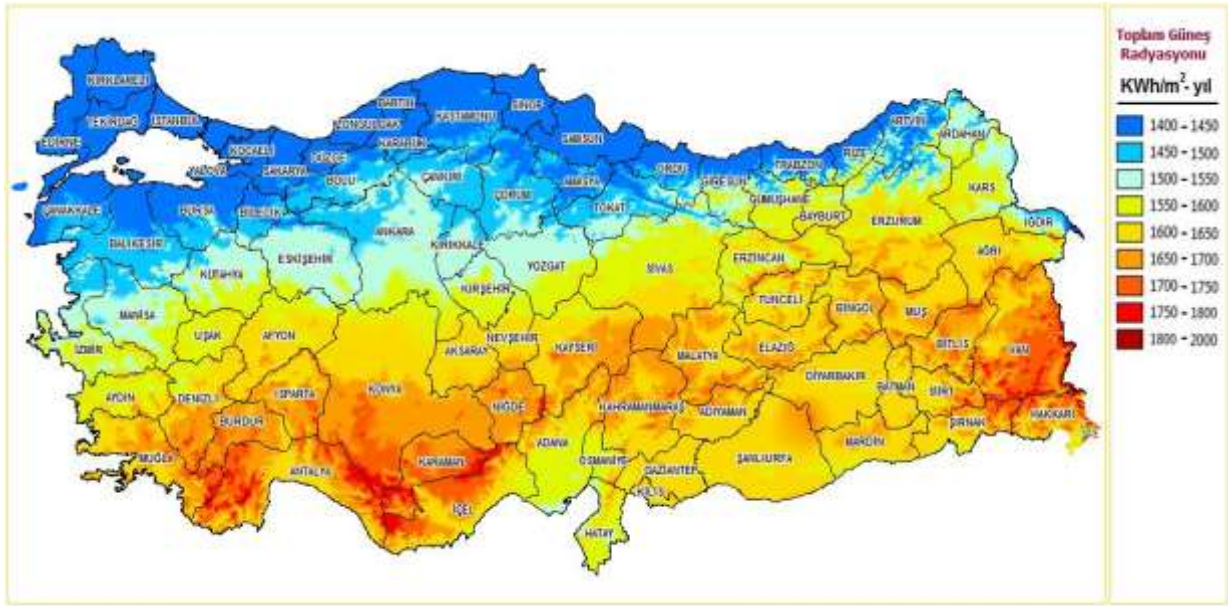 Toplam Güneş
Radyasyonu
KWh/m²- yıl
1400 - 1450
1450 - 1500
1500 - 1550
1550 - 1600
1600 - 1650
1650 - 1700
1700 - 1750
1750 - 1800
1800 - 2000
KIRKLARELİ
EDİRNE
TEKİRDAĞ
İSTANBUL
KOCAELİ
YALOVA
SAKARYA
DÜZCE
ZONGULDAK
BARTIN
KARABÜK
KASTAMONU
SİNOP
SAMSUN
ORDU
GİRESUN
TRABZON
RİZE
ARTVİN
ARDAHAN
ÇANAKKALE
BURSA
BİLECİK
BOLU
ÇANKIRI
ÇORUM
AMASYA
TOKAT
GÜMÜŞHANE
BAYBURT
ERZURUM
KARS
IĞDIR
BALIKESİR
KÜTAHYA
ESKİŞEHİR
ANKARA
KIRIKKALE
YOZGAT
SİVAS
ERZİNCAN
AĞRI
MANİSA
UŞAK
AFYON
KIRŞEHİR
NEVŞEHİR
AKSARAY
KAYSERİ
MALATYA
TUNCELİ
ELAZIĞ
BİNGÖL
MUŞ
BİTLİS
VAN
İZMİR
AYDIN
DENİZLİ
ISPARTA
BURDUR
KONYA
NİĞDE
KAHRAMANMARAŞ
ADIYAMAN
DİYARBAKIR
BATMAN
SİİRT
ŞIRNAK
HAKKARİ
MUĞLA
ANTALYA
KARAMAN
İÇEL
ADANA
OSMANİYE
GAZİANTEP
KİLİS
HATAY
ŞANLIURFA
MARDİN